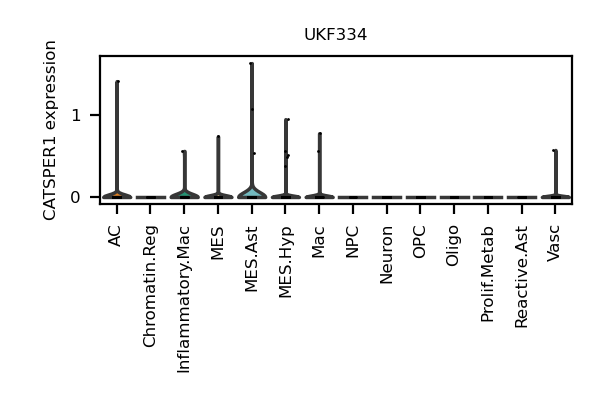 UKF334
CATSPER1 expression
1
0
AC
Chromatin.Reg
Inflammatory.Mac
MES
MES.Ast
MES.Hyp
Mac
NPC
Neuron
OPC
Oligo
Prolif.Metab
Reactive.Ast
Vasc